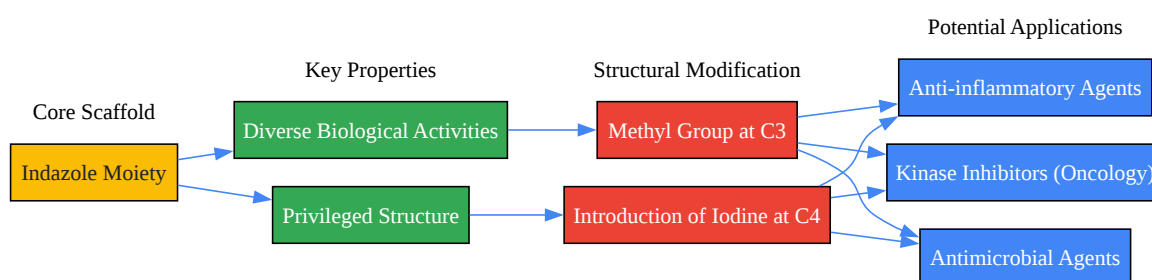 Core Scaffold
Indazole Moiety
Key Properties
Diverse Biological Activities
Privileged Structure
Structural Modification
Methyl Group at C3
Introduction of Iodine at C4
Potential Applications
Anti-inflammatory Agents
Kinase Inhibitors (Oncology)
Antimicrobial Agents